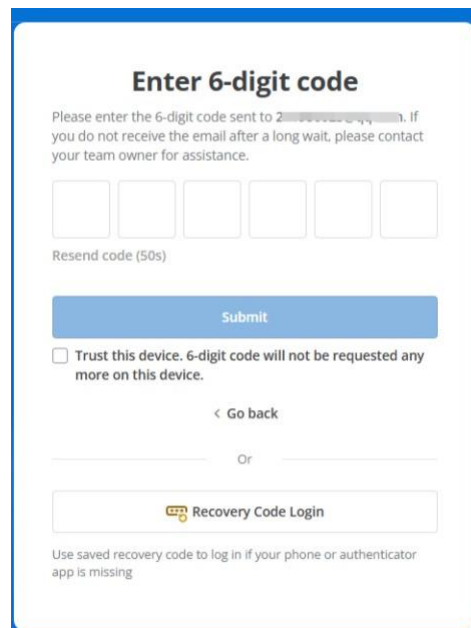 Enter 6-digit code
Please enter the 6-digit code sent to If
you do not receive the email after a long wait, please contact
your team owner for assistance.
Resend code (50s)
Submit
Trust this device. 6-digit code will not be requested any
more on this device.
< Go back
Or
Recovery Code Login
Use saved recovery code to log in if your phone or authenticator
app is missing